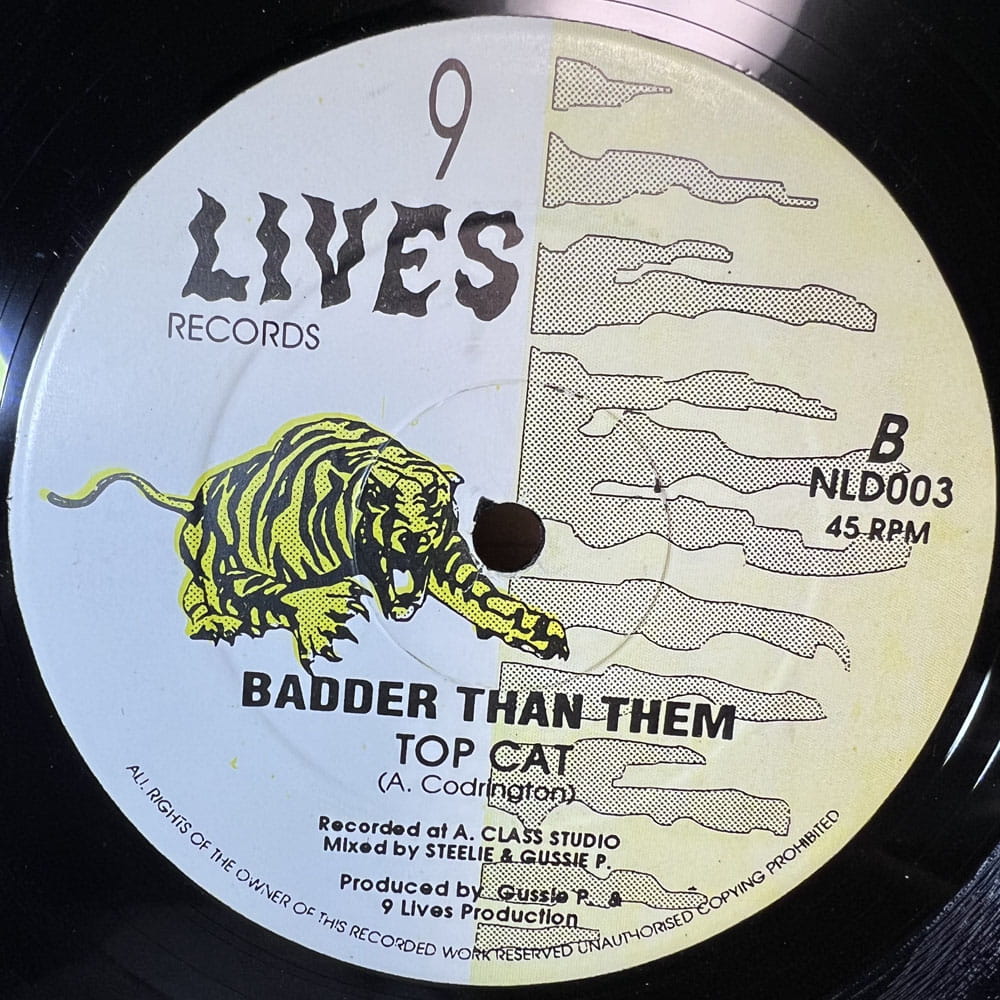 9
LIVES
RECORDS
B
NLD003
45 RPM
BADDER THAN THEM
TOP CAT
(A. Codrington)
Recorded at A. CLASS STUDIO
Mixed by STEELIE & GUSSIE P.
Produced by Gussie P. &
9 Lives Production
ALL RIGHTS OF THE OWNER OF THIS RECORDED WORK RESERVED UNAUTHORISED COPYING PROHIBITED